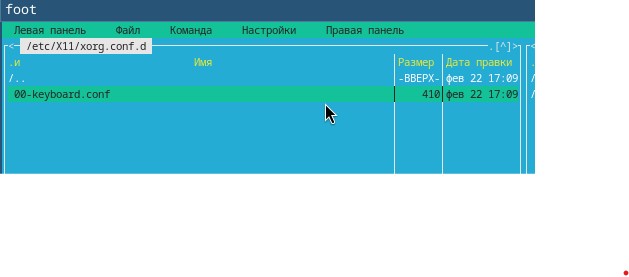 foot
Левая панель Файл Команда Настройки Правая панель
<- /etc/X11/xorg.conf.d .[^]> <
.и Имя Размер Дата правки .
/.. -ВВЕРХ- фев 22 17:09 /
00-keyboard.conf 410 фев 22 17:09 /